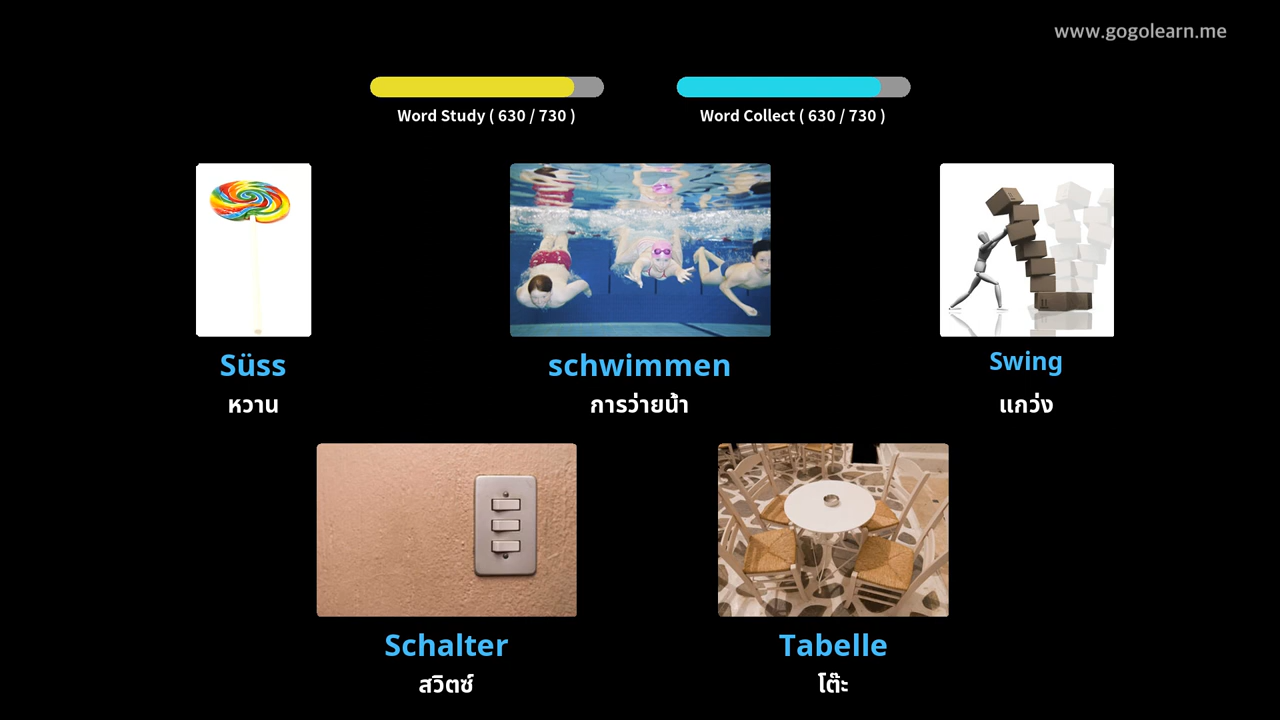 www.gogolearn.me
Word Study ( 630 / 730 )
Word Collect ( 630 / 730 )
Süss
schwimmen
Swing
หวาน
การว่ายน้ำ
แกว่ง
Schalter
Tabelle
สวิตซ์
โต๊ะ